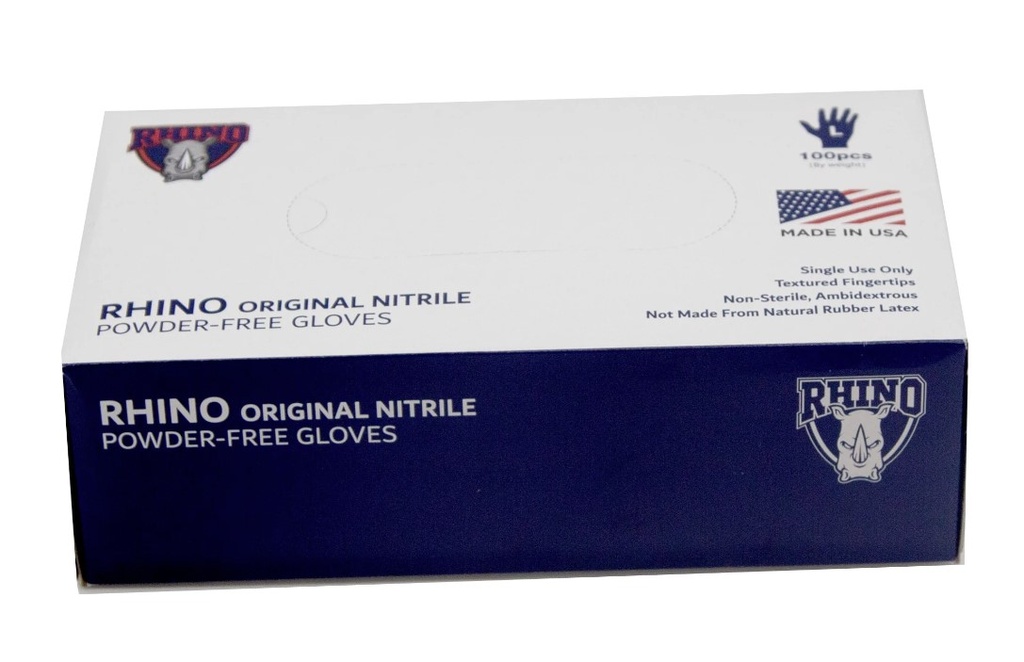 RHINO
L
100pcs
(By weight)
MADE IN USA
Single Use Only
Textured Fingertips
Non-Sterile, Ambidextrous
Not Made From Natural Rubber Latex
RHINO ORIGINAL NITRILE
POWDER-FREE GLOVES
RHINO ORIGINAL NITRILE
POWDER-FREE GLOVES
RHINO